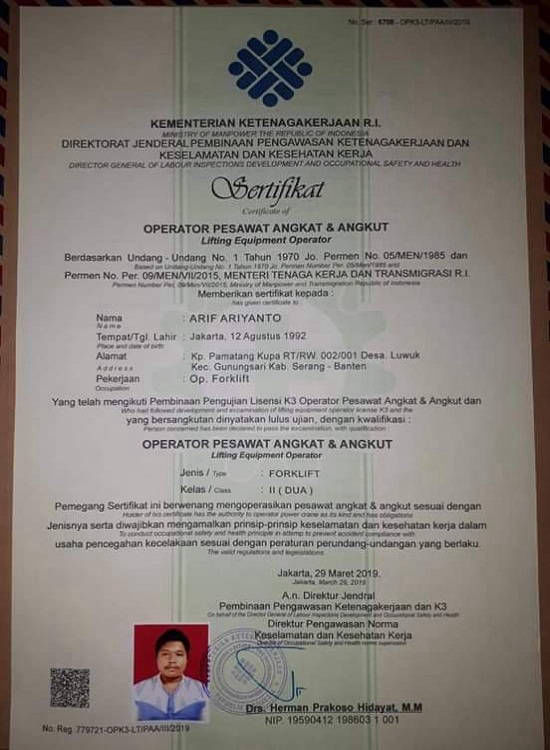 No. Ser : 6798 - OPK3-LT/PAA/III/2019
KEMENTERIAN KETENAGAKERJAAN R.I.
MINISTRY OF MANPOWER THE REPUBLIC OF INDONESIA
DIREKTORAT JENDERAL PEMBINAAN PENGAWASAN KETENAGAKERJAAN DAN
KESELAMATAN DAN KESEHATAN KERJA
DIRECTOR GENERAL OF LABOUR INSPECTIONS DEVELOPMENT AND OCCUPATIONAL SAFETY AND HEALTH
Sertifikat
Certificate of
OPERATOR PESAWAT ANGKAT & ANGKUT
Lifting Equipment Operator
Berdasarkan Undang - Undang No. 1 Tahun 1970 Jo. Permen No. 05/MEN/1985 dan
Based on Undang-Undang No. 1 Tahun 1970 Jo. Permen Number Per. 05/Men/1985 and
Permen No. Per. 09/MEN/VII/2015, MENTERI TENAGA KERJA DAN TRANSMIGRASI R.I.
Permen Number Per. 09/Men/VII/2015, Ministry of Manpower and Transmigration Republic of Indonesia
Memberikan sertifikat kepada :
has given certificate to :
Nama : ARIF ARIYANTO
Name
Tempat/Tgl. Lahir : Jakarta, 12 Agustus 1992
Place and date of birth
Alamat : Kp. Pamatang Kupa RT/RW. 002/001 Desa. Luwuk
Address Kec. Gunungsari Kab. Serang - Banten
Pekerjaan : Op. Forklift
Occupation
Yang telah mengikuti Pembinaan Pengujian Lisensi K3 Operator Pesawat Angkat & Angkut dan
Who had followed development and excamination of lifting equipment operator license K3 and the
yang bersangkutan dinyatakan lulus ujian, dengan kwalifikasi :
Person concerned has been declared to pass the excamination, with qualification :
OPERATOR PESAWAT ANGKAT & ANGKUT
Lifting Equipment Operator
Jenis / Type : FORKLIFT
Kelas / Class : II ( DUA )
Pemegang Sertifikat ini berwenang mengoperasikan pesawat angkat & angkut sesuai dengan
Holder of his certificate has the authority to operator power crane as its kind and has obligations
Jenisnya serta diwajibkan mengamalkan prinsip-prinsip keselamatan dan kesehatan kerja dalam
To conduct occupational safety and health principle in attemp to prevent accident compliance with
usaha pencegahan kecelakaan sesuai dengan peraturan perundang-undangan yang berlaku.
The valid regulations and legeslations.
Jakarta, 29 Maret 2019.
Jakarta, March 29, 2019.
A.n. Direktur Jendral
Pembinaan Pengawasan Ketenagakerjaan dan K3
On behalf of the Director General of Labour Inspections Development and Occupational Safety and Health
Direktur Pengawasan Norma
Keselamatan dan Kesehatan Kerja
Director of Occupational Safety and Health norms supervision
Drs. Herman Prakoso Hidayat, M.M
NIP. 19590412 198603 1 001
No. Reg. 779721-OPK3-LT/PAA/III/2019